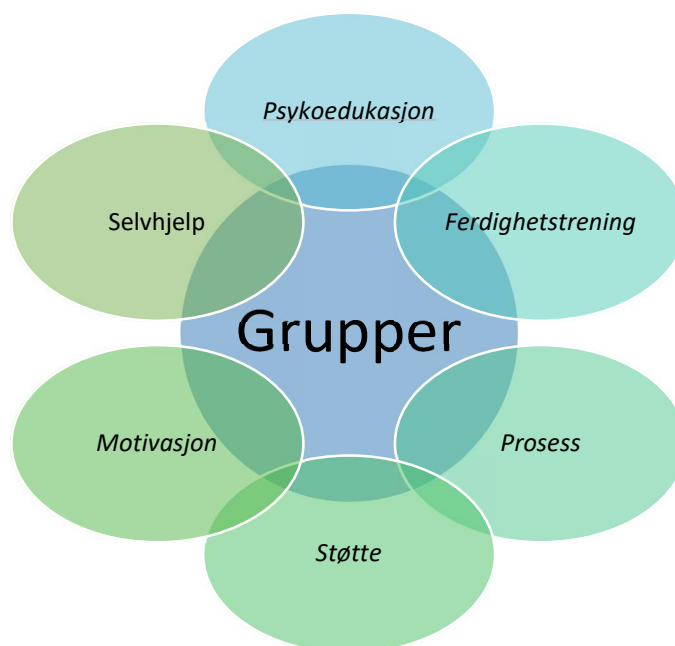 Psykoedukasjon
Selvhjelp
Ferdighetstrening
Grupper
Motivasjon
Prosess
Støtte